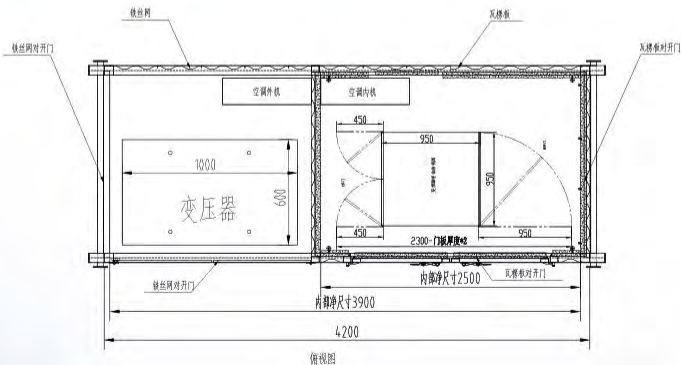 铁丝网
瓦楞板
铁丝网对开门
瓦楞板对开门
空调外机
空调内机
450
950
1000
600
变压器
950
450
950
2300-门板厚度*2
铁丝网对开门
瓦楞板对开门
内部净尺寸2500
内部净尺寸3900
4200
俯视图